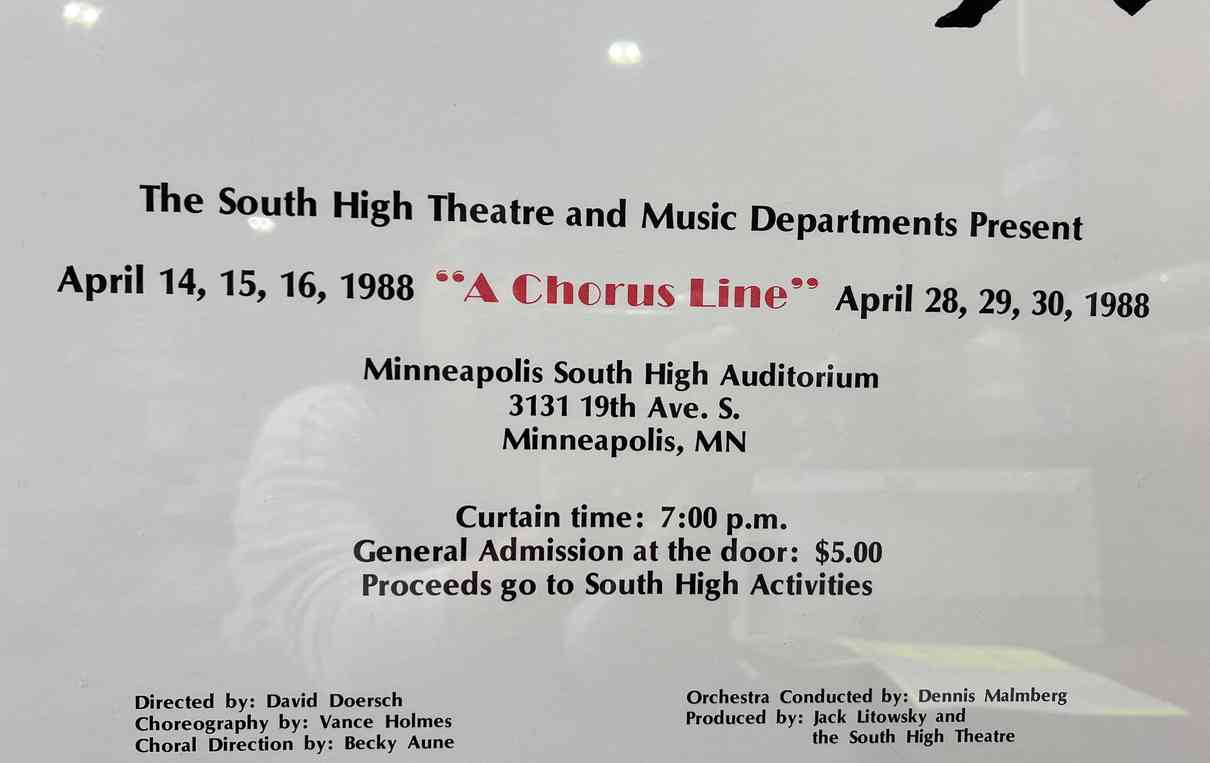 The South High Theatre and Music Departments Present
April 14, 15, 16, 1988 “A Chorus Line” April 28, 29, 30, 1988
Minneapolis South High Auditorium
3131 19th Ave. S.
Minneapolis, MN
Curtain time: 7:00 p.m.
General Admission at the door: $5.00
Proceeds go to South High Activities
Directed by: David Doersch
Choreography by: Vance Holmes
Choral Direction by: Becky Aune
Orchestra Conducted by: Dennis Malmberg
Produced by: Jack Litowsky and
the South High Theatre